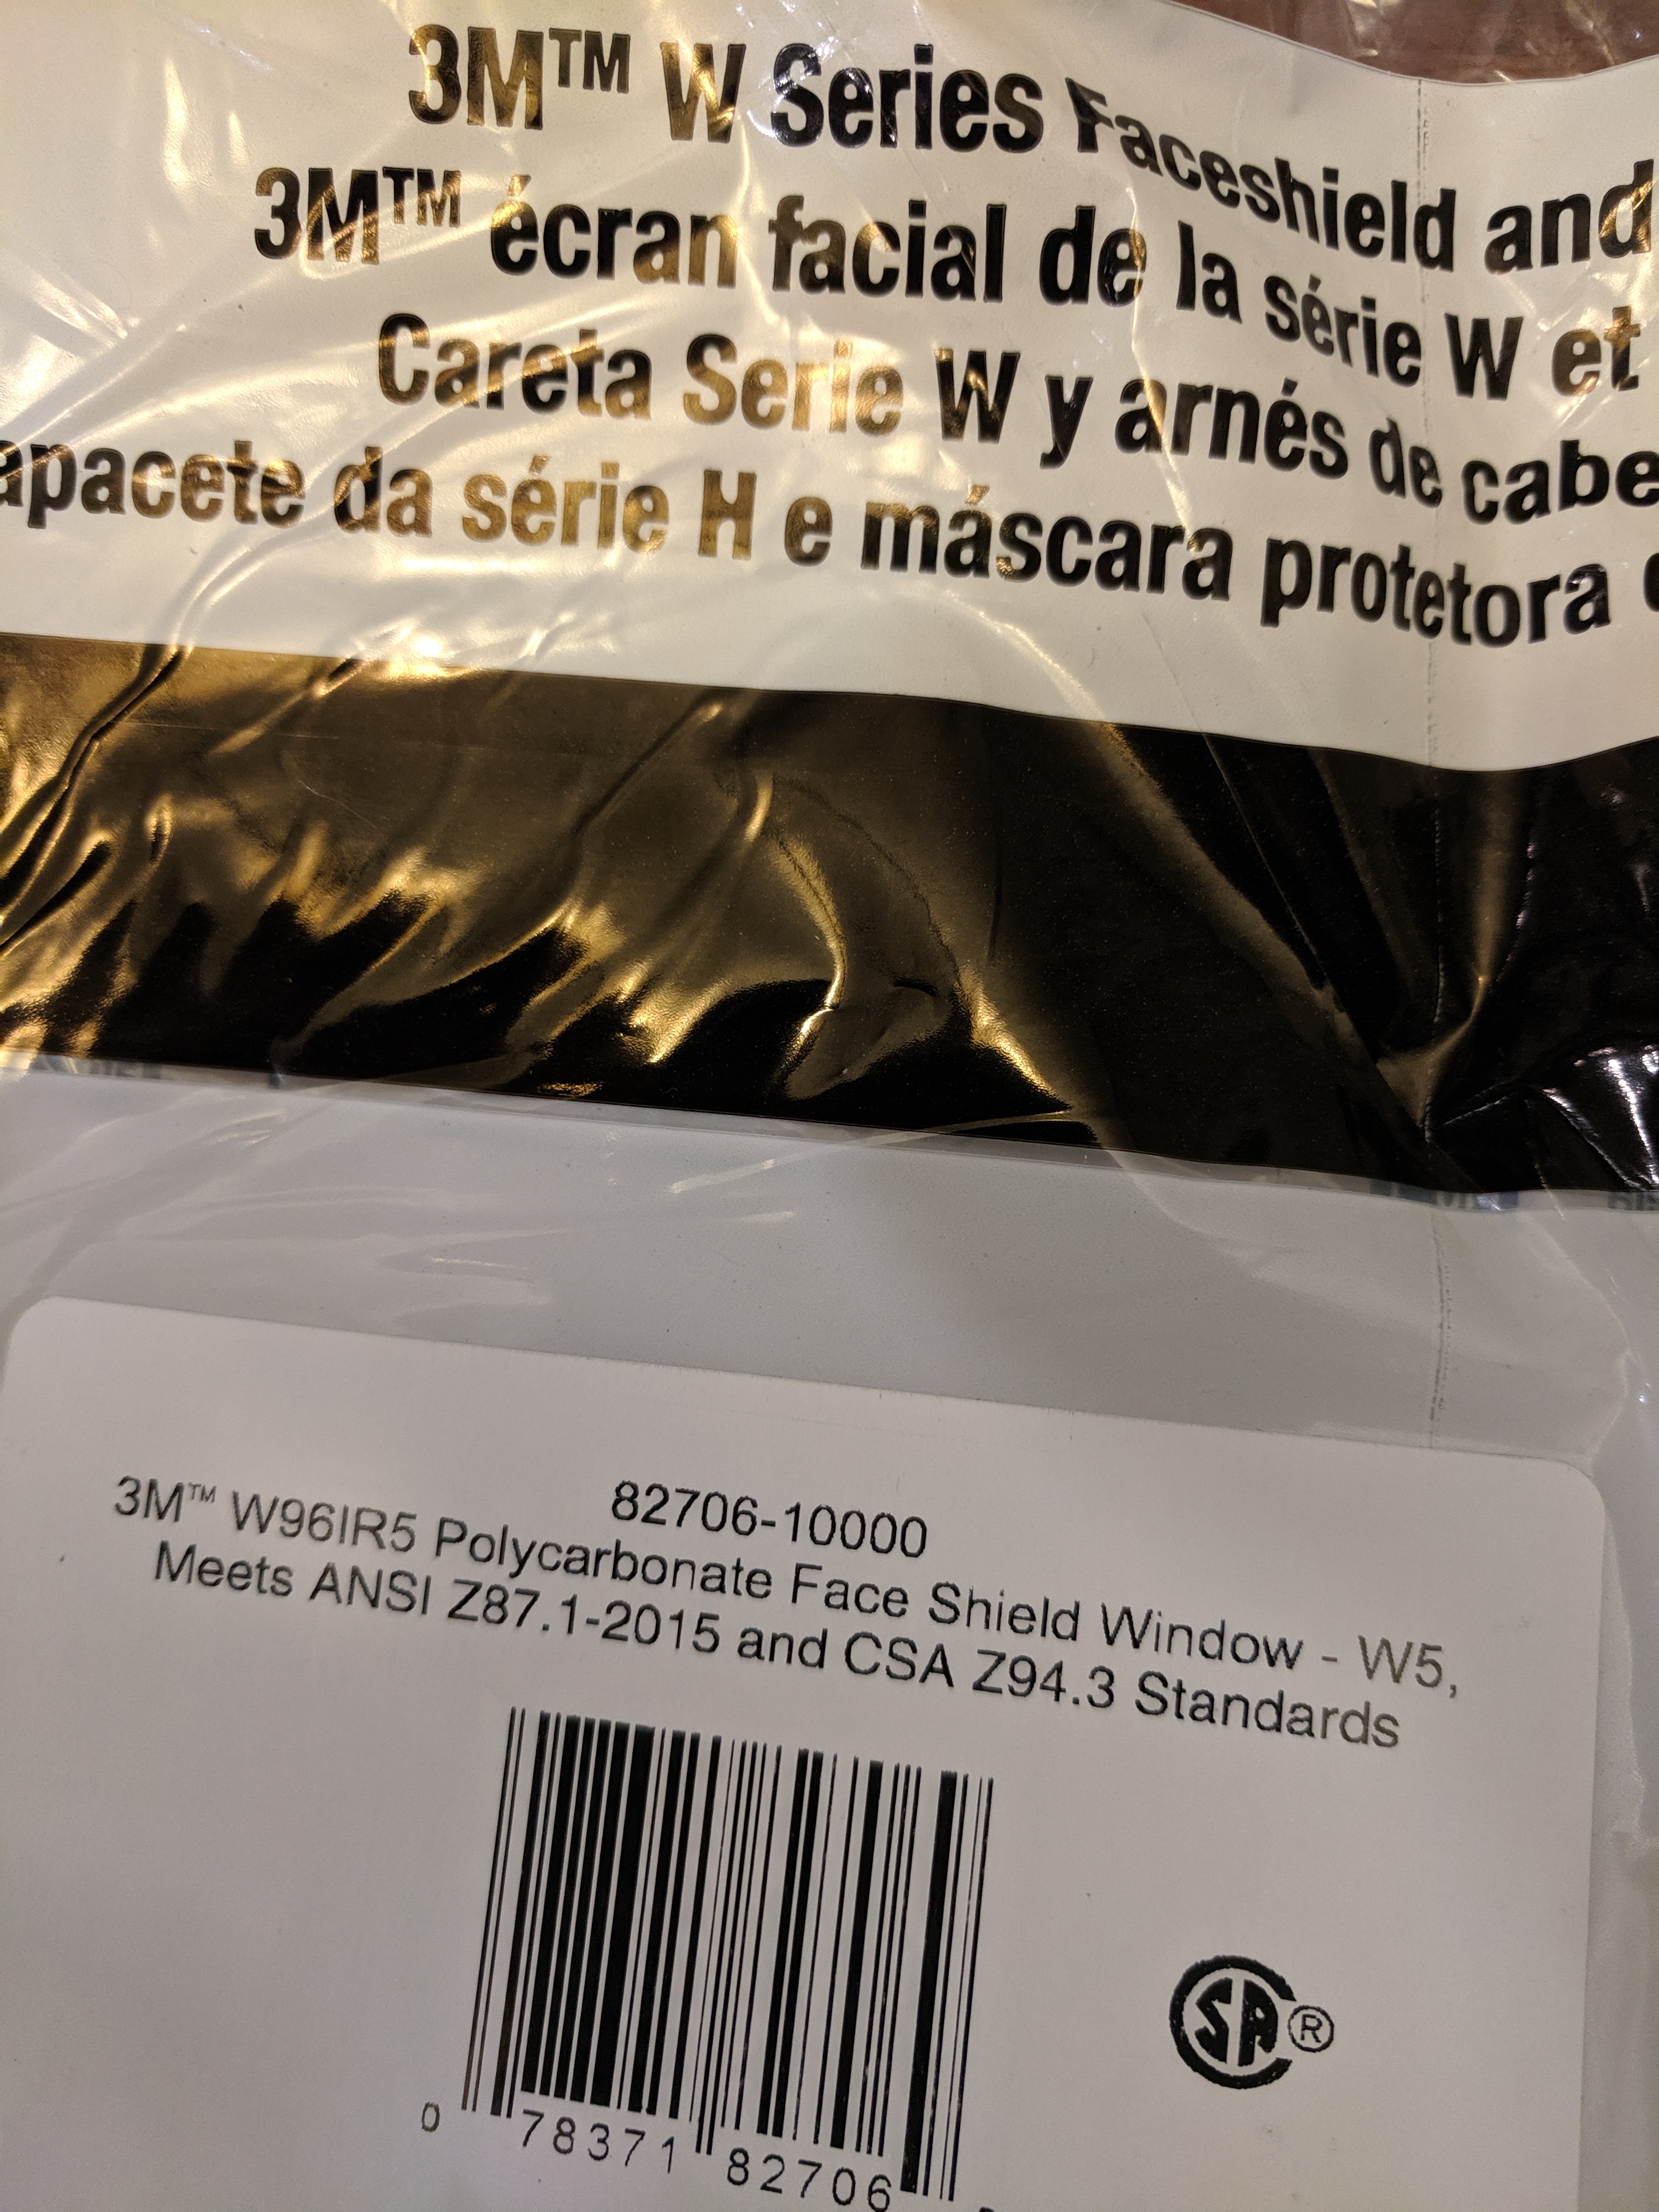 3M™ W Series Faceshield and
3M™ écran facial de la série W et
Careta Serie W y arnés de cabe
apacete da série H e máscara protetora
82706-10000
3M™ W96IR5 Polycarbonate Face Shield Window - W5,
Meets ANSI Z87.1-2015 and CSA Z94.3 Standards
SA®
0 78371 82706